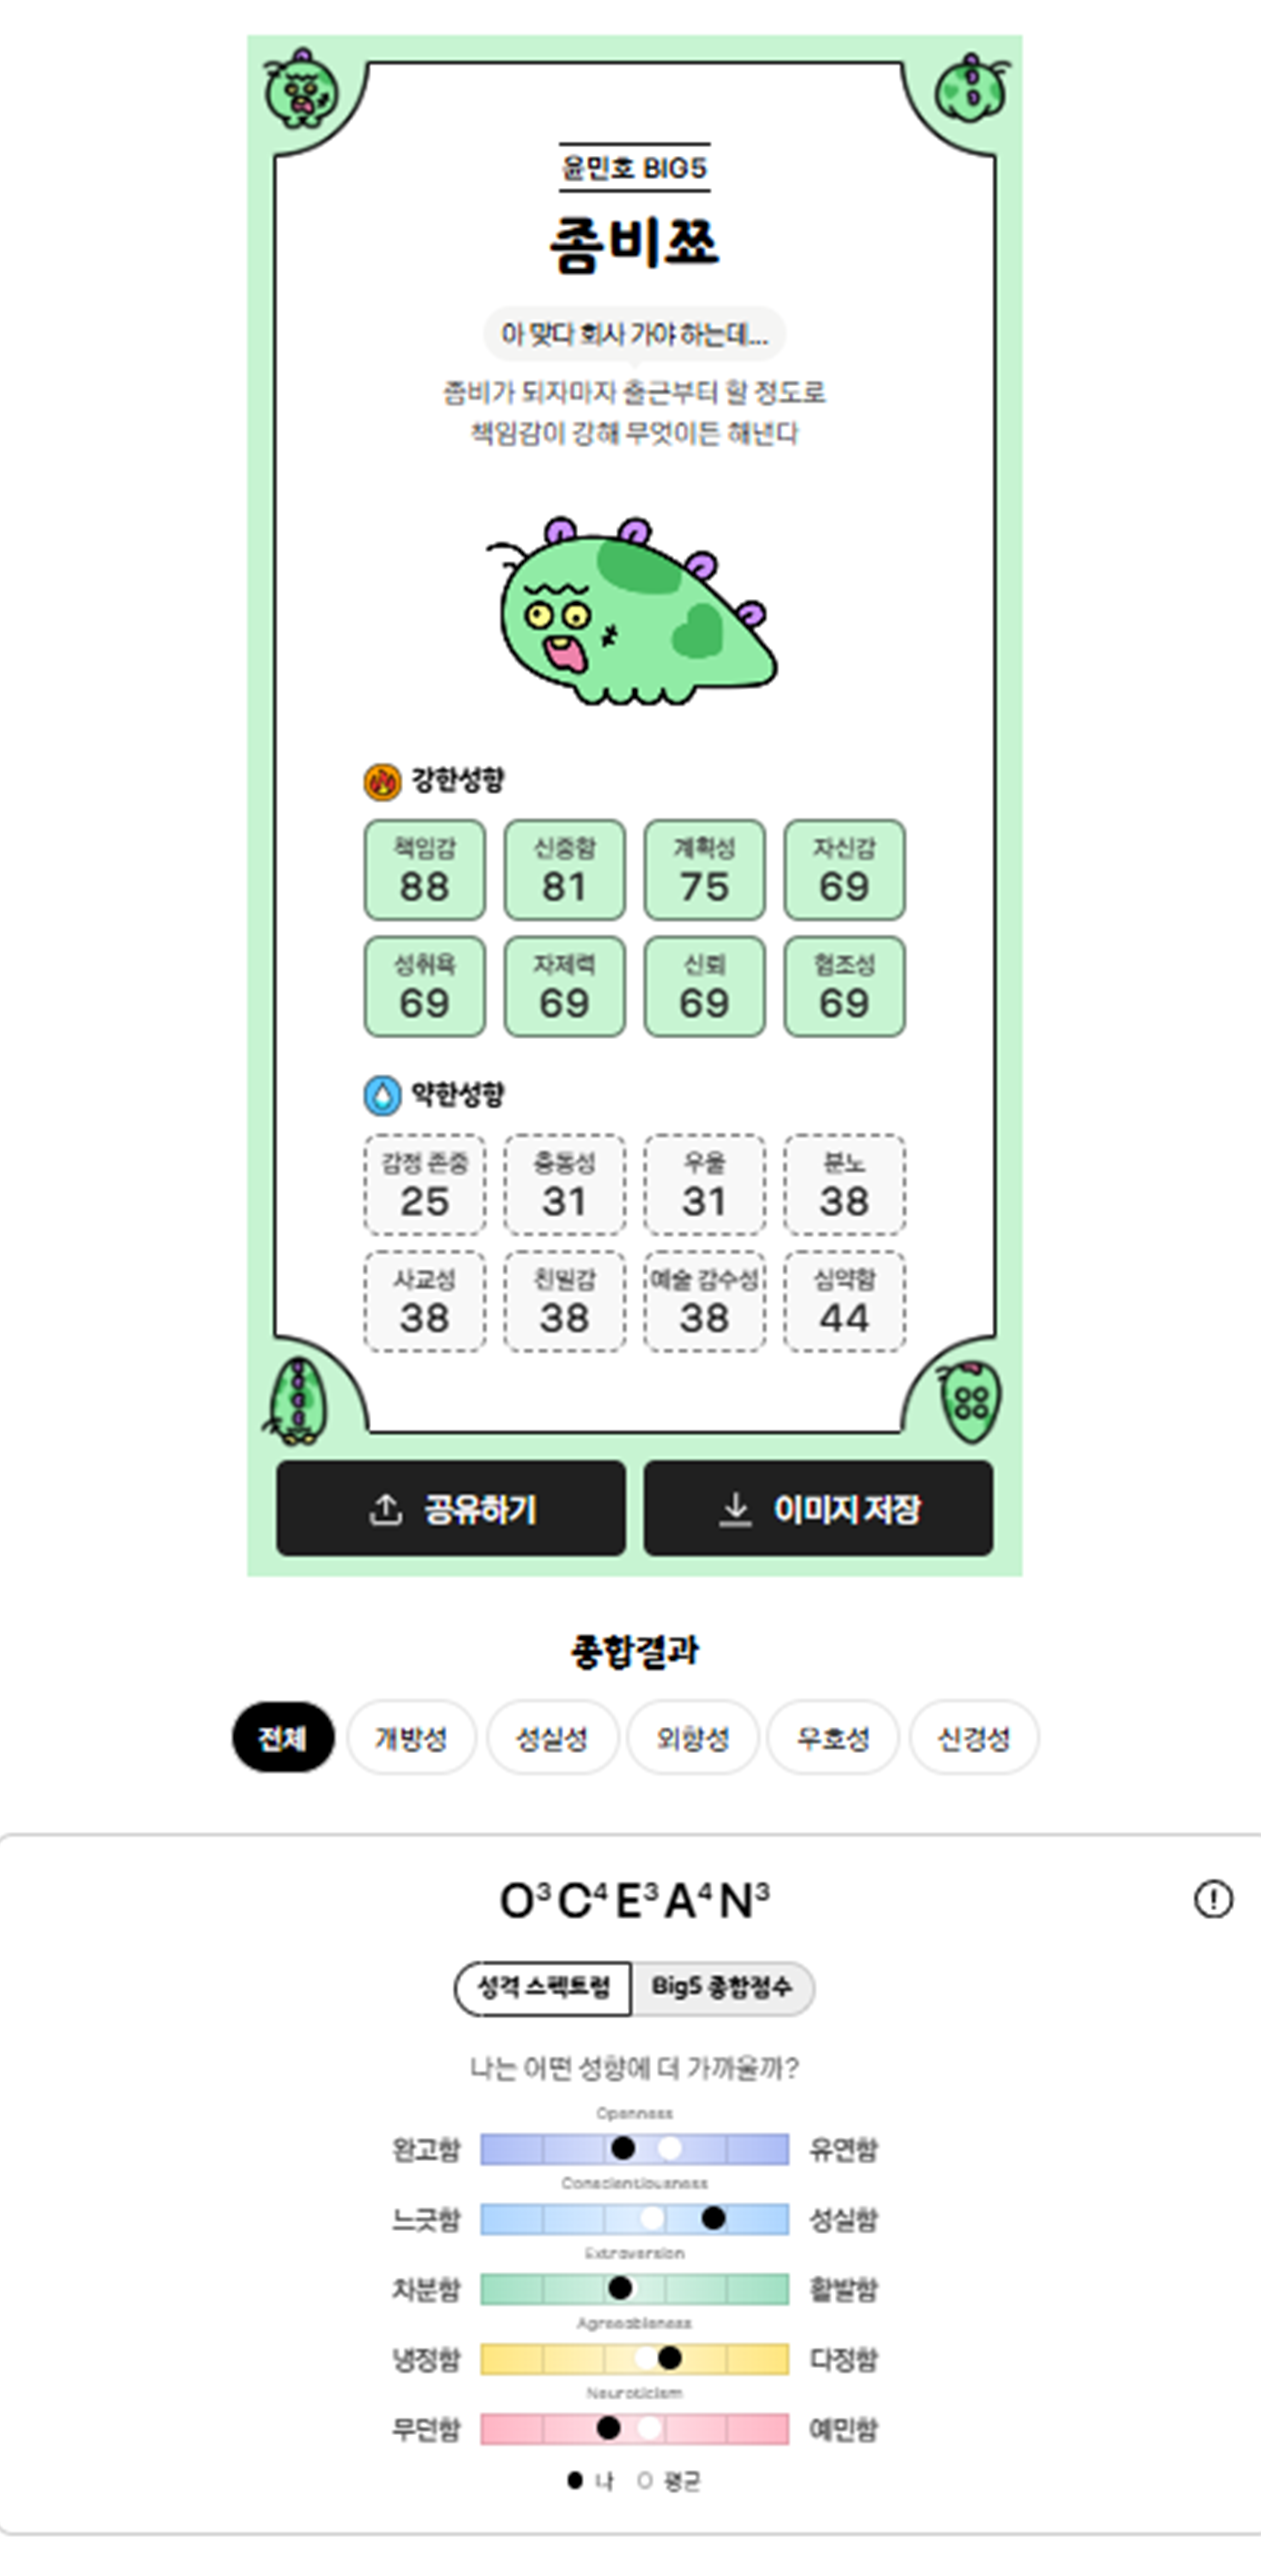 윤민호 BIG5
좀비쬬
아 맞다 회사 가야 하는데...
좀비가 되자마자 출근부터 할 정도로
책임감이 강해 무엇이든 해낸다
강한성향
책임감 신중함 계획성 자신감
88 81 75 69
성취욕 자제력 신뢰 협조성
69 69 69 69
약한성향
감정 존중 충동성 우울 분노
25 31 31 38
사교성 친밀감 예술 감수성 심약함
38 38 38 44
공유하기 이미지 저장
종합결과
전체 개방성 성실성 외향성 우호성 신경성
O³C⁴E³A⁴N³
성격 스펙트럼 Big5 종합점수
나는 어떤 성향에 더 가까울까?
Openness
완고함 유연함
Conscientiousness
느긋함 성실함
Extraversion
차분함 활발함
Agreeableness
냉정함 다정함
Neuroticism
무던함 예민함
나 평균